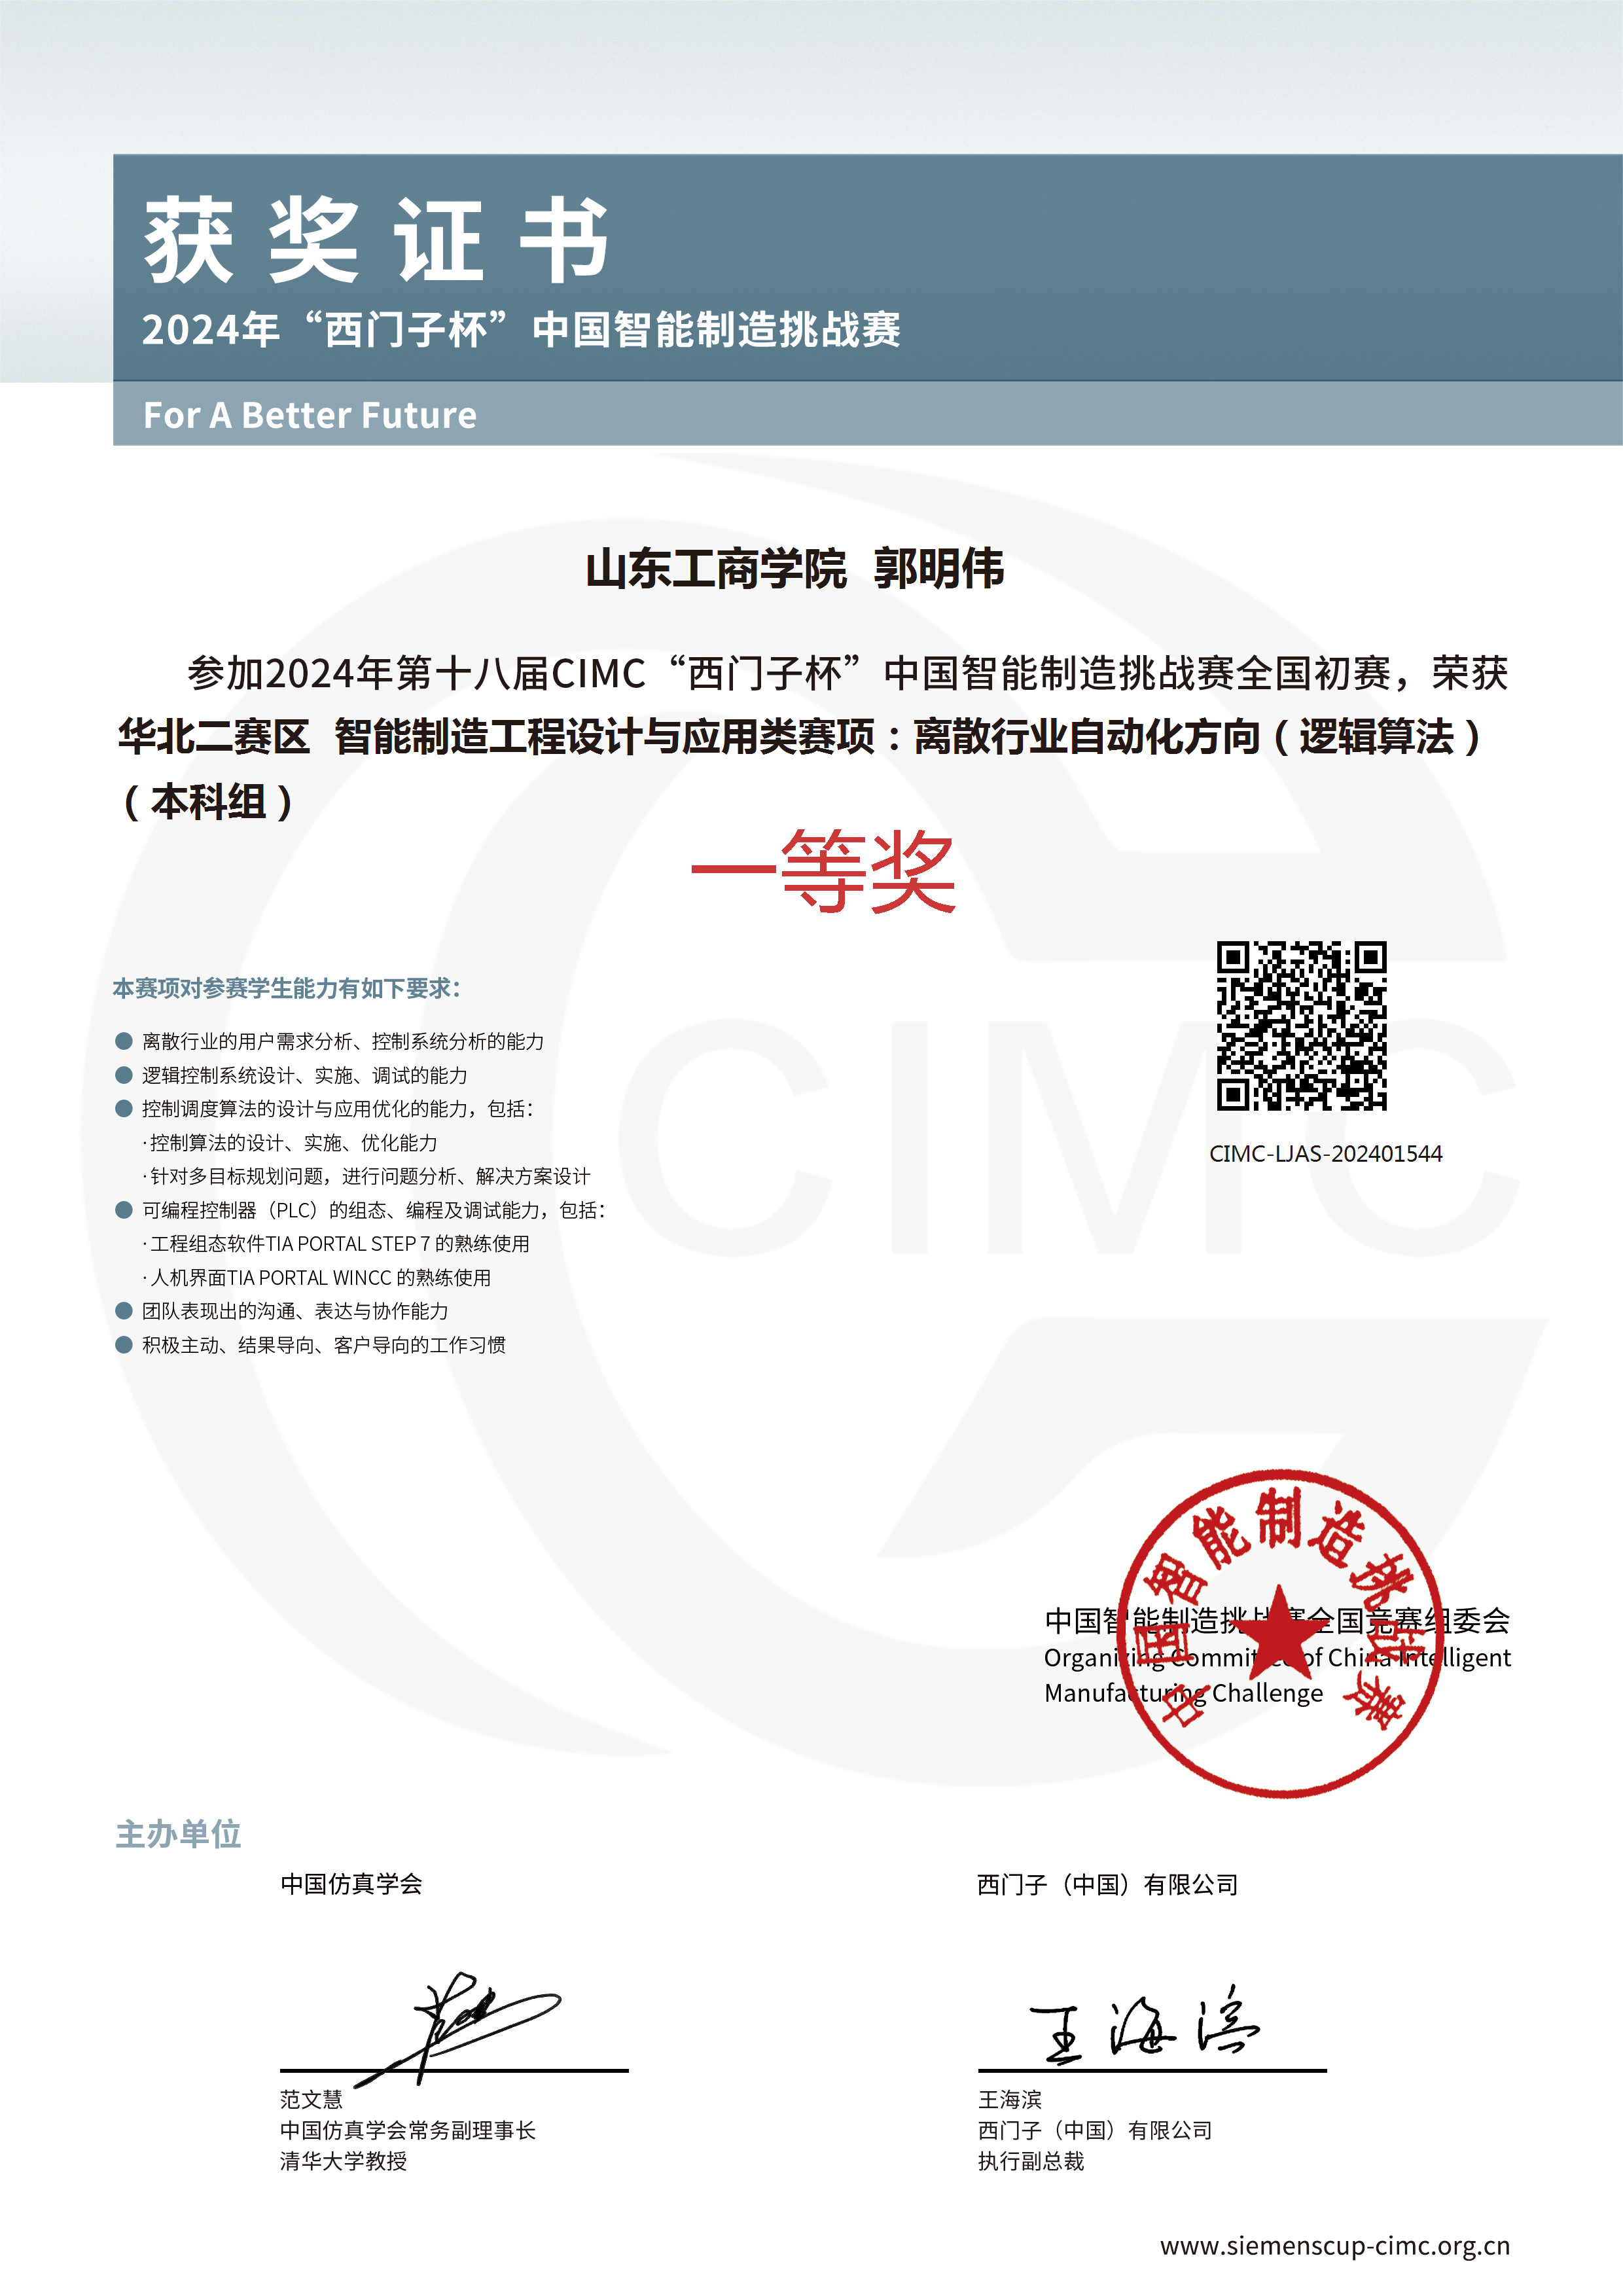 获奖证书
2024年“西门子杯”中国智能制造挑战赛
For A Better Future
山东工商学院 郭明伟
参加2024年第十八届CIMC“西门子杯”中国智能制造挑战赛全国初赛，荣获
华北二赛区 智能制造工程设计与应用类赛项：离散行业自动化方向（逻辑算法）
（本科组）
一等奖
本赛项对参赛学生能力有如下要求：
离散行业的用户需求分析、控制系统分析的能力
逻辑控制系统设计、实施、调试的能力
控制调度算法的设计与应用优化的能力，包括：
·控制算法的设计、实施、优化能力
·针对多目标规划问题，进行问题分析、解决方案设计
可编程控制器（PLC）的组态、编程及调试能力，包括：
·工程组态软件TIA PORTAL STEP 7 的熟练使用
·人机界面TIA PORTAL WINCC 的熟练使用
团队表现出的沟通、表达与协作能力
积极主动、结果导向、客户导向的工作习惯
CIMC-LJAS-202401544
CIMC
中国智能制造挑战赛
中国智能制造挑战赛全国竞赛组委会
Organizing Committee of China Intelligent
Manufacturing Challenge
主办单位
中国仿真学会
西门子（中国）有限公司
王海滨
范文慧
中国仿真学会常务副理事长
清华大学教授
王海滨
西门子（中国）有限公司
执行副总裁
www.siemenscup-cimc.org.cn